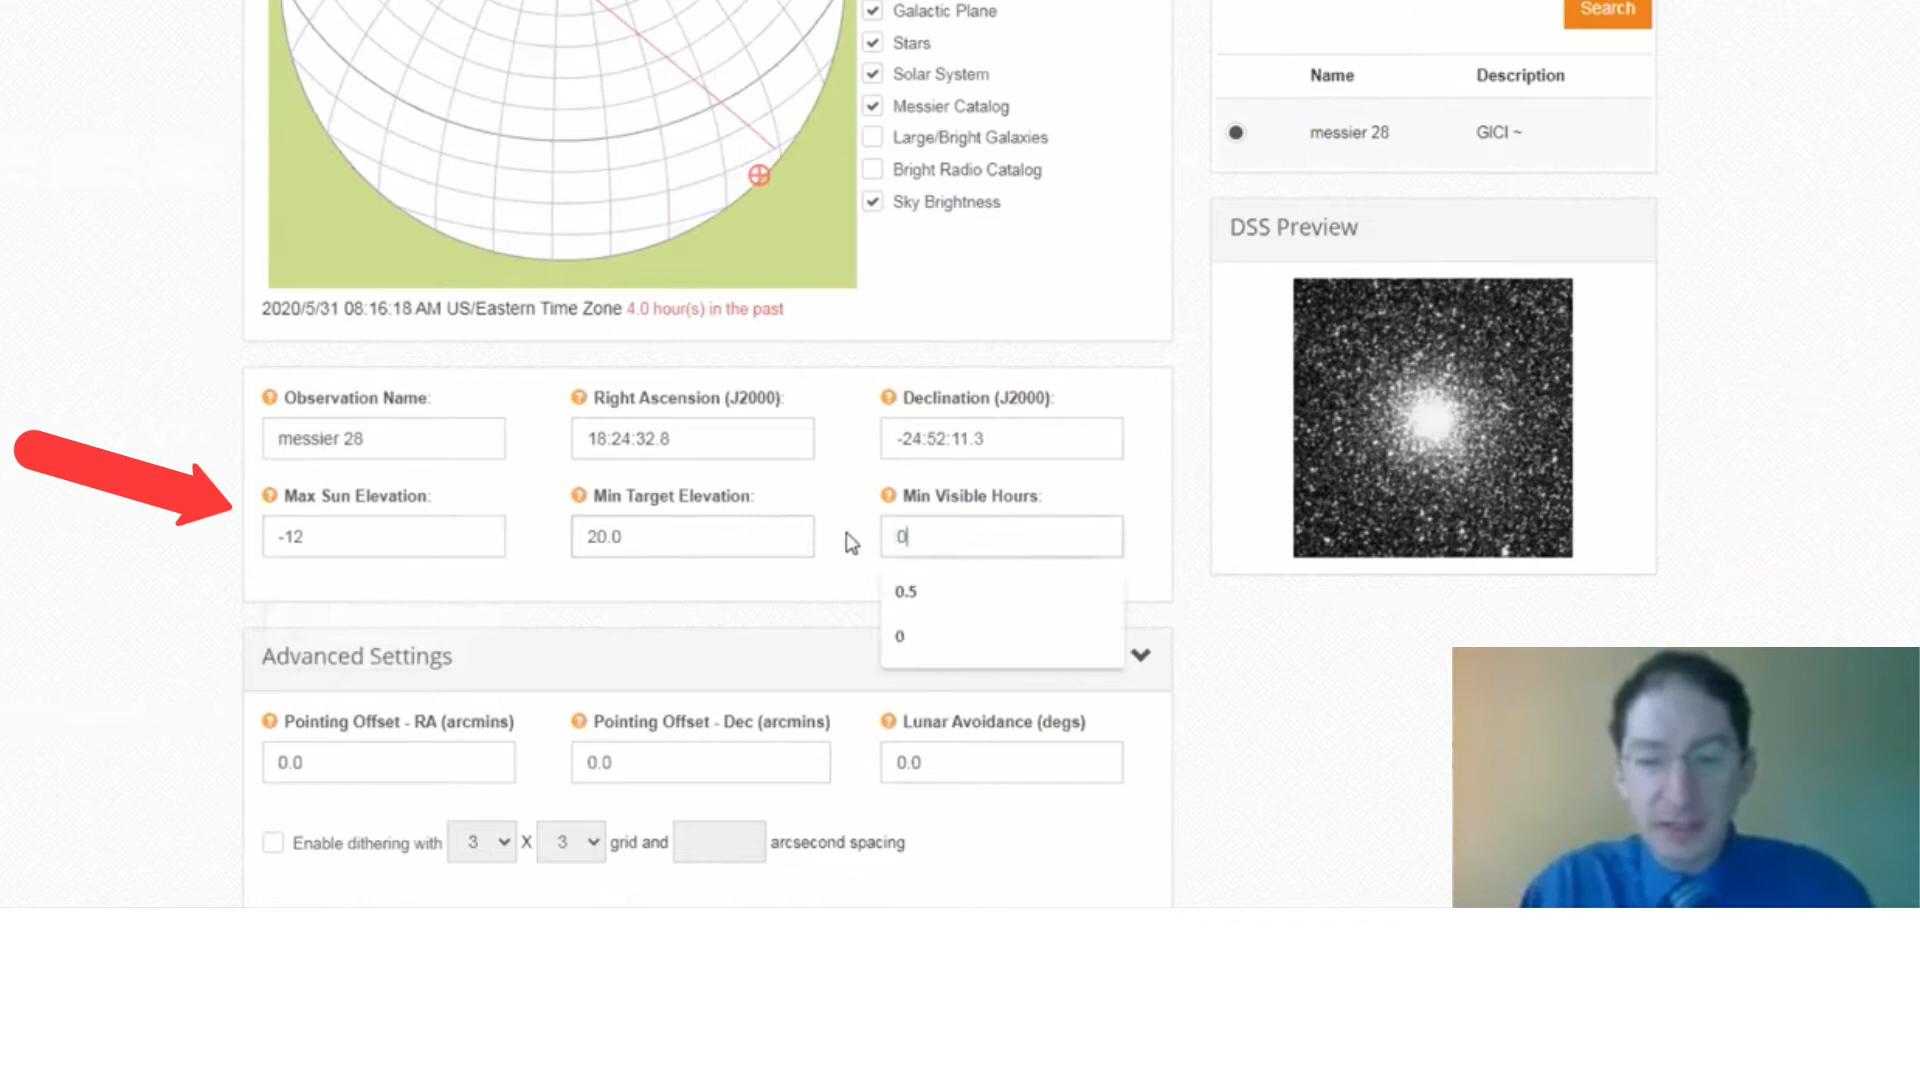 Galactic Plane
Stars
Solar System
Messier Catalog
Large/Bright Galaxies
Bright Radio Catalog
Sky Brightness
2020/5/31 08:16:18 AM US/Eastern Time Zone 4.0 hour(s) in the past
Search
Name Description
messier 28 GlCl ~
DSS Preview
Observation Name: Right Ascension (J2000): Declination (J2000):
messier 28 18:24:32.8 -24:52:11.3
Max Sun Elevation: Min Target Elevation: Min Visible Hours:
-12 20.0 0
0.5
0
Advanced Settings
Pointing Offset - RA (arcmins) Pointing Offset - Dec (arcmins) Lunar Avoidance (degs)
0.0 0.0 0.0
Enable dithering with 3 X 3 grid and arcsecond spacing